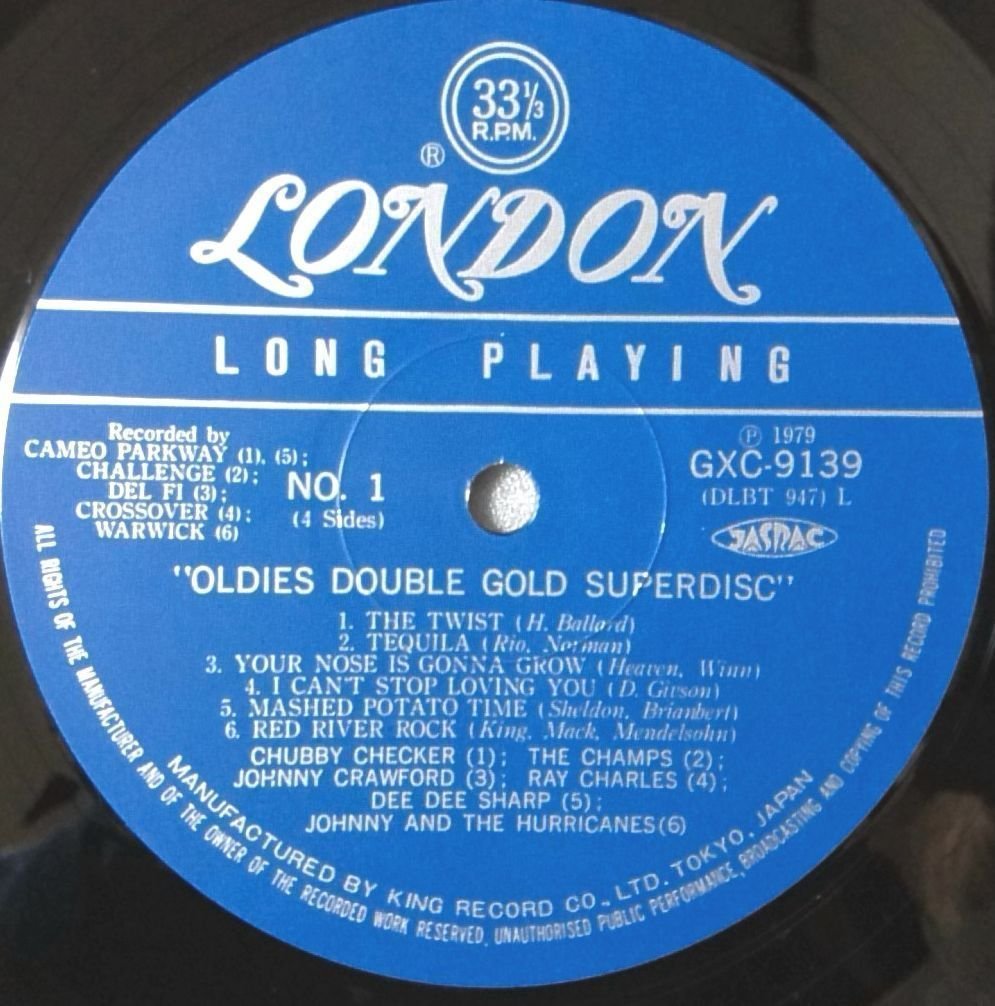 33⅓
R.P.M.
®
LONDON
LONG PLAYING
Recorded by
CAMEO PARKWAY (1), (5);
CHALLENGE (2);
DEL FI (3);
CROSSOVER (4);
WARWICK (6)
NO. 1
(4 Sides)
Ⓟ 1979
GXC-9139
(DLBT 947) L
JASRAC
"OLDIES DOUBLE GOLD SUPERDISC"
1. THE TWIST (H. Ballard)
2. TEQUILA (Rio, Norman)
3. YOUR NOSE IS GONNA GROW (Heaven, Winn)
4. I CAN'T STOP LOVING YOU (D. Givson)
5. MASHED POTATO TIME (Sheldon, Brianbert)
6. RED RIVER ROCK (King, Mack, Mendelsohn)
CHUBBY CHECKER (1); THE CHAMPS (2);
JOHNNY CRAWFORD (3); RAY CHARLES (4);
DEE DEE SHARP (5);
JOHNNY AND THE HURRICANES(6)
MANUFACTURED BY KING RECORD CO., LTD. TOKYO, JAPAN
ALL RIGHTS OF THE MANUFACTURER AND OF THE OWNER OF THE RECORDED WORK RESERVED, UNAUTHORISED PUBLIC PERFORMANCE, BROADCASTING AND COPYING OF THIS RECORD PROHIBITED